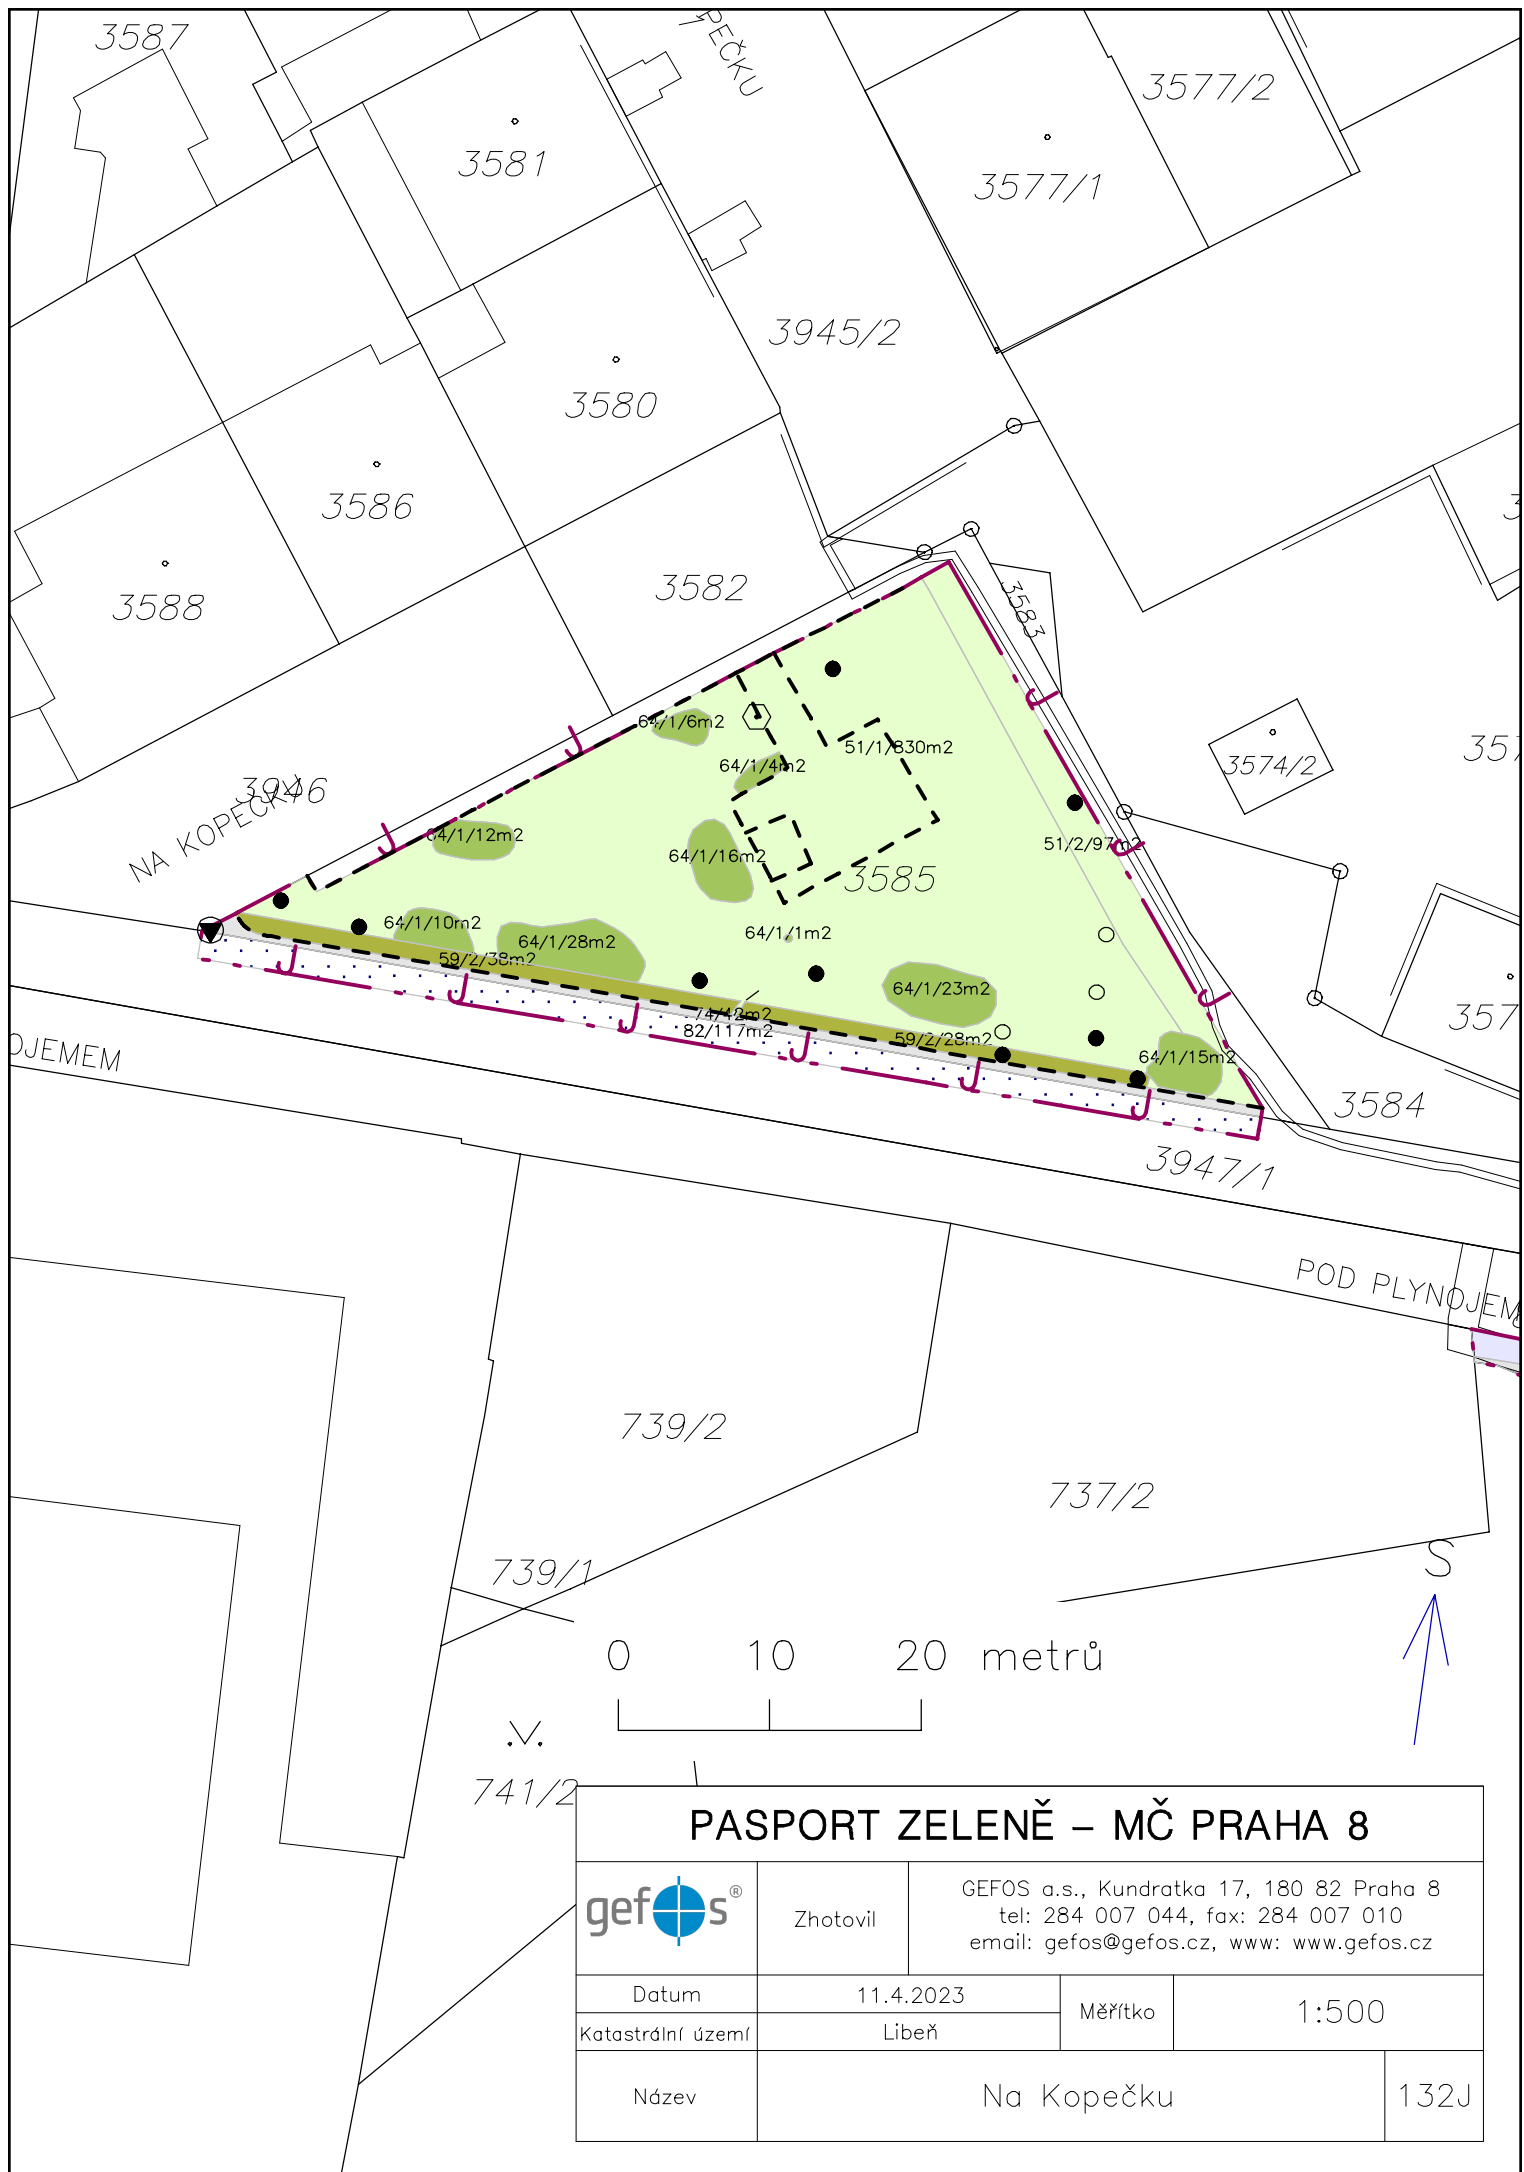 3587
PEČKU
3577/2
3581
3577/1
3945/2
3580
3586
3588
3582
3583
64/1/6m2
51/1/830m2
64/1/4m2
3574/2
3946
NA KOPEČKU
64/1/12m2
64/1/16m2
51/2/97m2
3585
64/1/10m2
64/1/28m2
64/1/1m2
59/2/38m2
64/1/23m2
74/42m2
82/117m2
59/2/28m2
64/1/15m2
OJEMEM
3584
3947/1
POD PLYNOJEM
739/2
737/2
S
739/1
0 10 20 metrů
741/2
PASPORT ZELENĚ – MČ PRAHA 8
gefos®
Zhotovil
GEFOS a.s., Kundratka 17, 180 82 Praha 8
tel: 284 007 044, fax: 284 007 010
email: gefos@gefos.cz, www: www.gefos.cz
Datum
11.4.2023
Měřítko
1:500
Katastrální území
Libeň
Název
Na Kopečku
132J